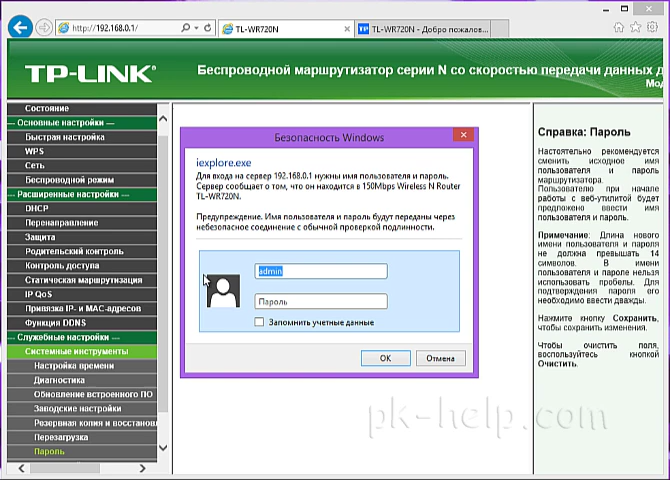 http://192.168.0.1/
TL-WR720N
TP TL-WR720N - Добро пожалов...
TP-LINK®
Беспроводной маршрутизатор серии N со скоростью передачи данных д
Мод
Состояние
— Основные настройки —
Быстрая настройка
WPS
Сеть
Беспроводной режим
— Расширенные настройки —
DHCP
Перенаправление
Защита
Родительский контроль
Контроль доступа
Статическая маршрутизация
IP QoS
Привязка IP- и MAC-адресов
Функция DDNS
— Служебные настройки —
Системные инструменты
Настройка времени
Диагностика
Обновление встроенного ПО
Заводские настройки
Резервная копия и восстанов
Перезагрузка
Пароль
Безопасность Windows
iexplore.exe
Для входа на сервер 192.168.0.1 нужны имя пользователя и пароль.
Сервер сообщает о том, что он находится в 150Mbps Wireless N Router
TL-WR720N.
Предупреждение. Имя пользователя и пароль будут переданы через
небезопасное соединение с обычной проверкой подлинности.
admin
Пароль
Запомнить учетные данные
ОК
Отмена
Справка: Пароль
Настоятельно рекомендуется
сменить исходное имя
пользователя и пароль
маршрутизатора.
Пользователю при начале
работы с веб-утилитой будет
предложено ввести имя
пользователя и пароль.
Примечание: Длина нового
имени пользователя и пароля
не должна превышать 14
символов. В имени
пользователя и пароле нельзя
использовать пробелы. Для
подтверждения пароля его
необходимо ввести дважды.
Нажмите кнопку Сохранить,
чтобы сохранить изменения.
Чтобы очистить поля,
воспользуйтесь кнопкой
Очистить.
pk-help.com